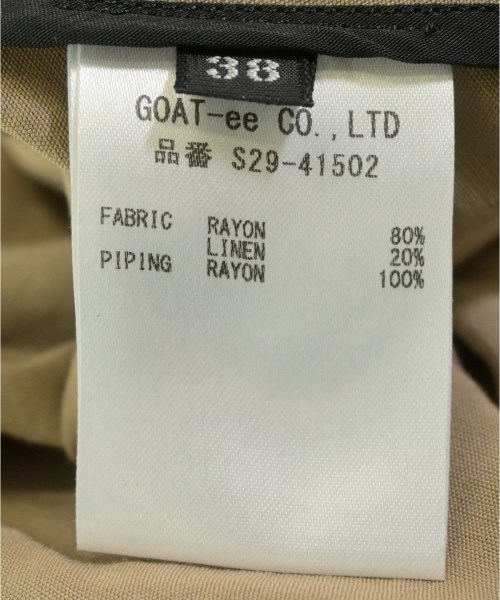 38
GOAT-ee CO.,LTD
品番 S29-41502
FABRIC RAYON 80%
LINEN 20%
PIPING RAYON 100%